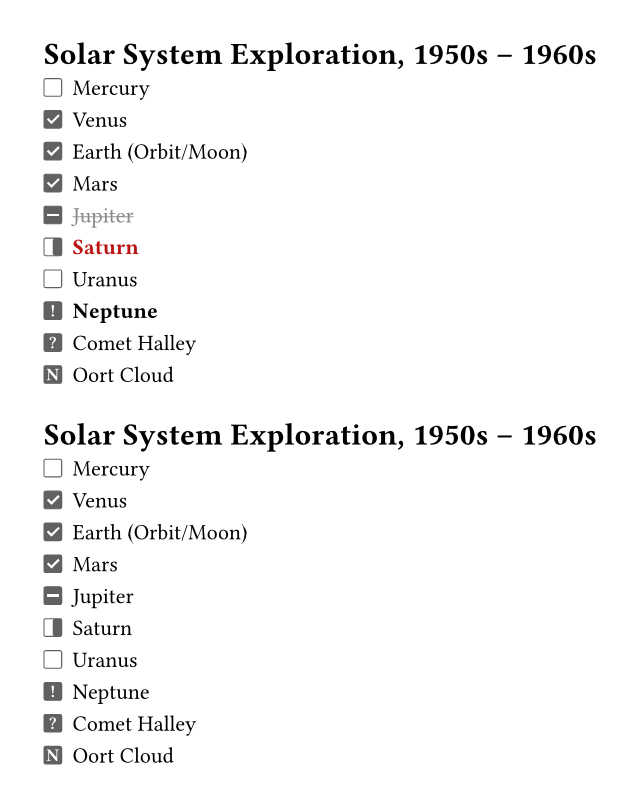 Solar System Exploration, 1950s – 1960s
Mercury
Venus
Earth (Orbit/Moon)
Mars
Jupiter
Saturn
Uranus
! Neptune
? Comet Halley
N Oort Cloud
Solar System Exploration, 1950s – 1960s
Mercury
Venus
Earth (Orbit/Moon)
Mars
Jupiter
Saturn
Uranus
! Neptune
? Comet Halley
N Oort Cloud